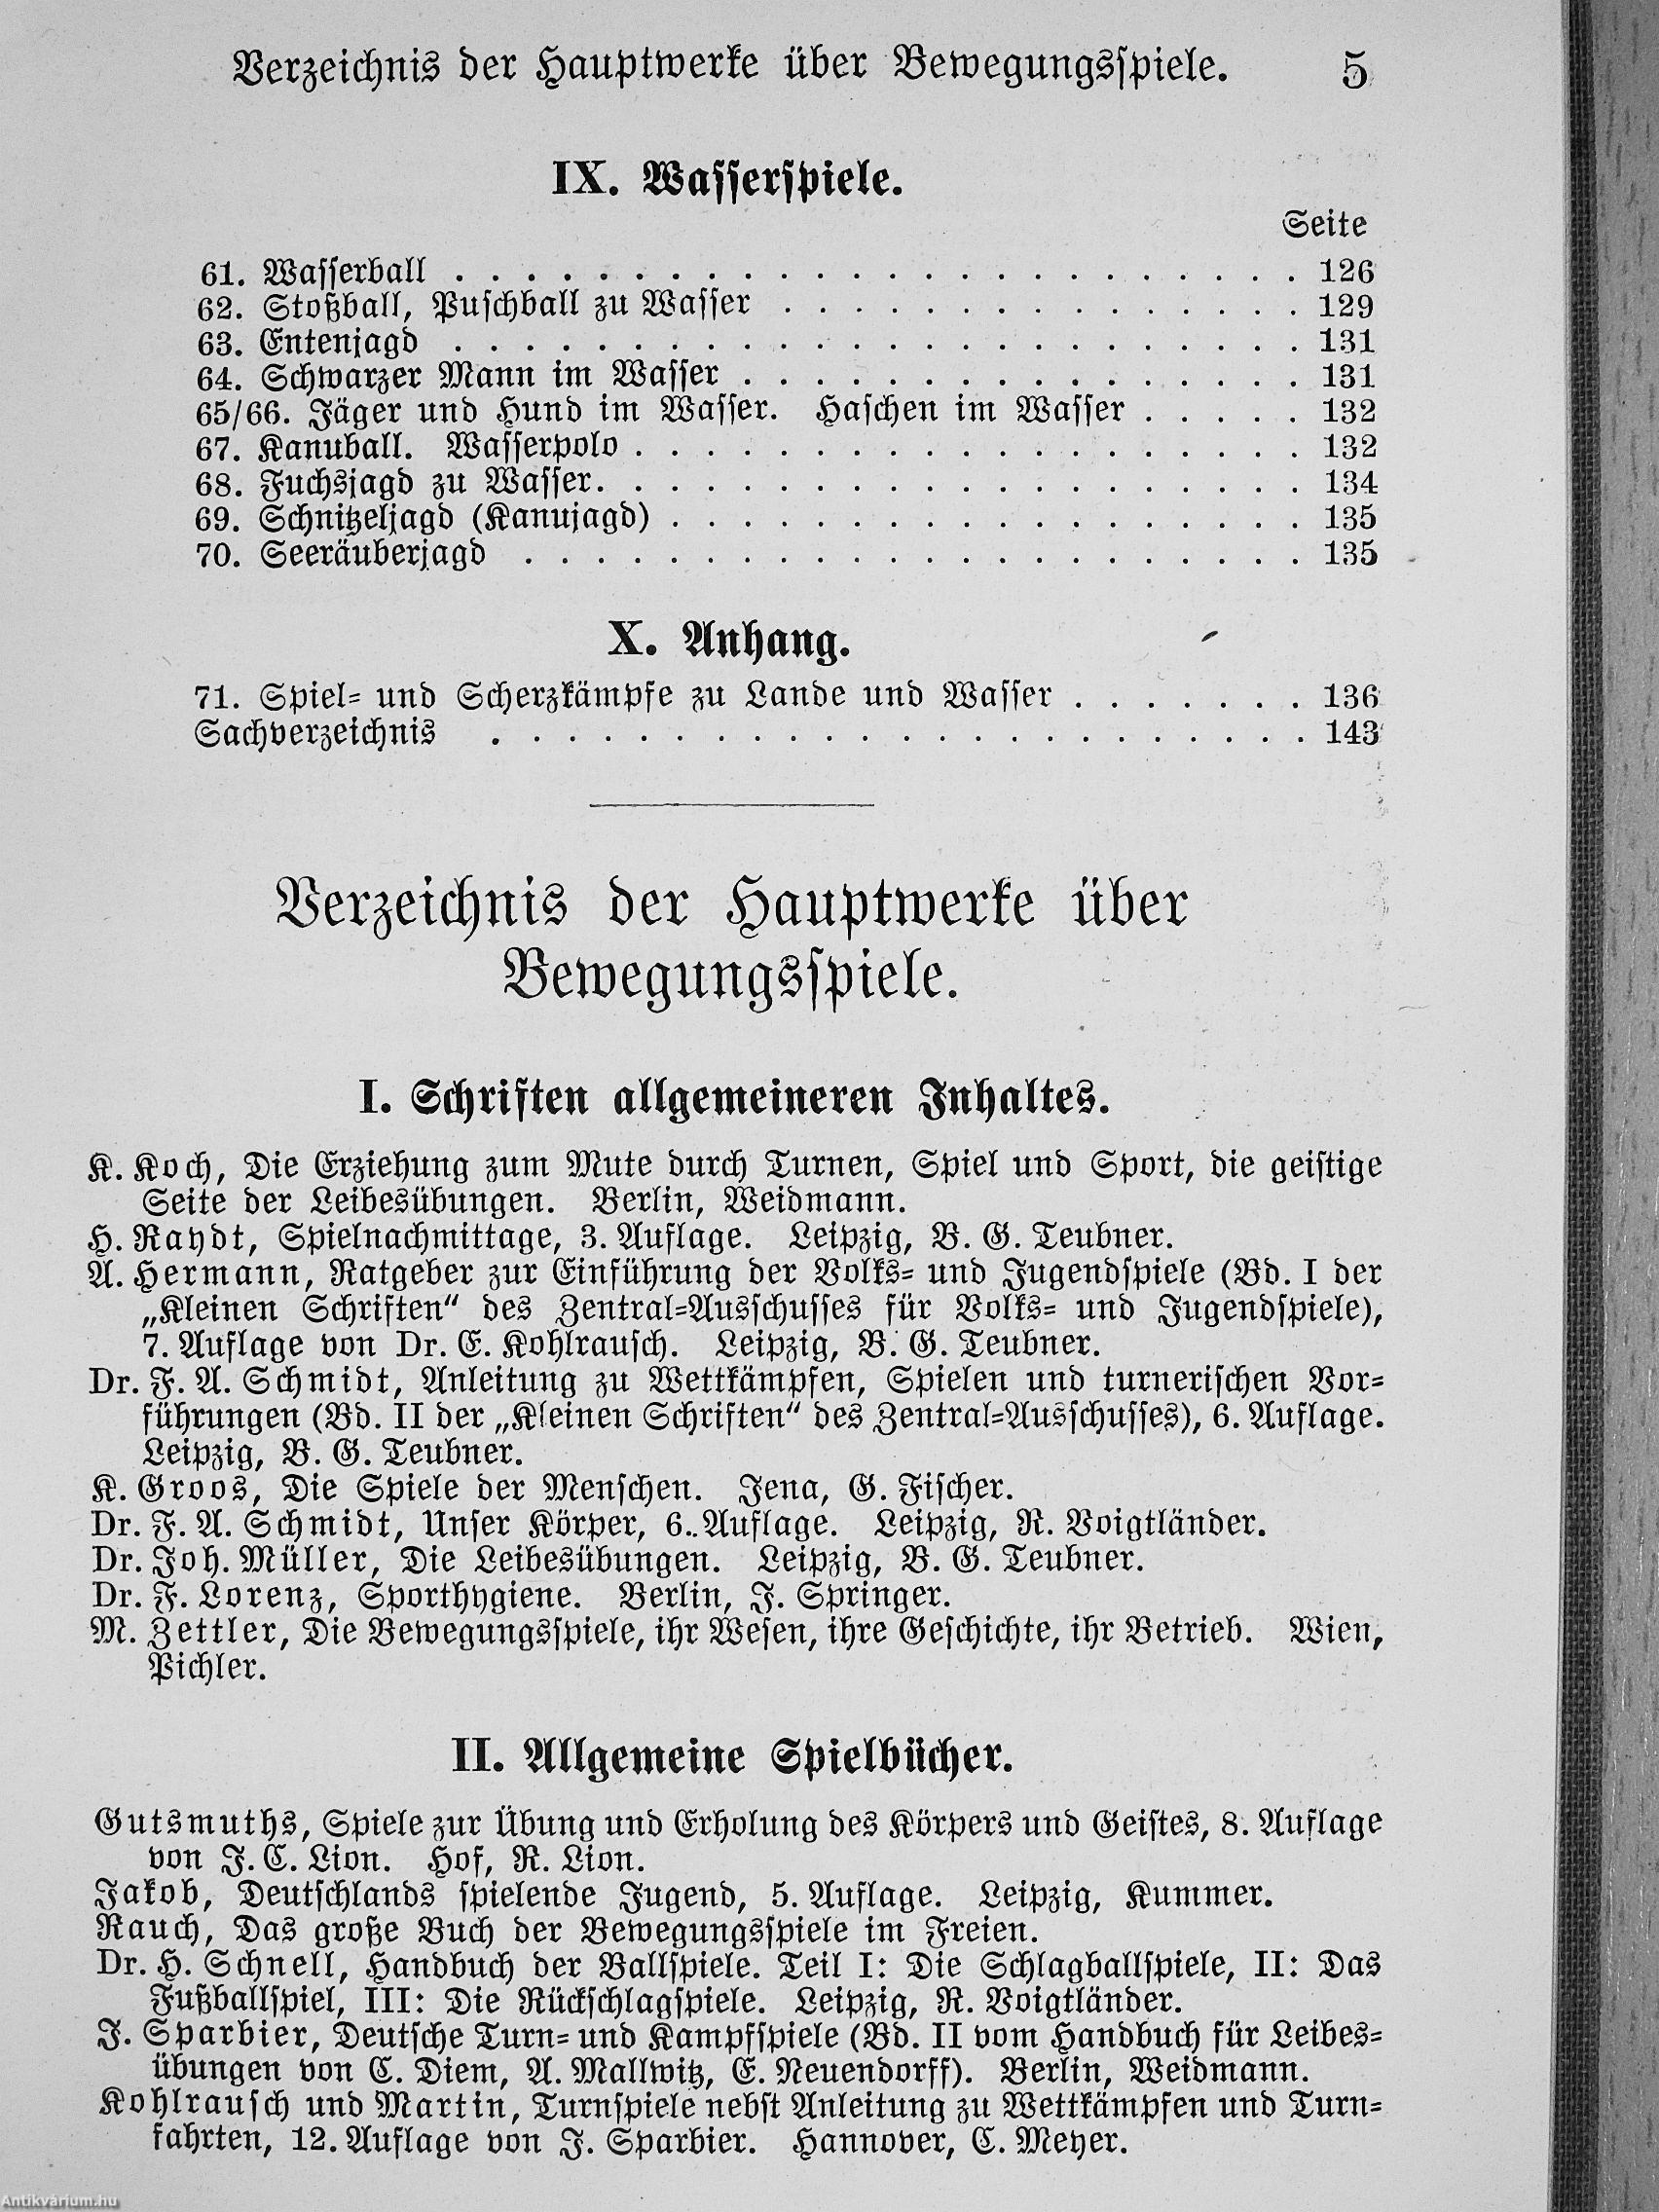 Verzeichnis der Hauptwerke über Bewegungsspiele. 5
IX. Wasserspiele.
Seite
61. Wasserball . . . . . . . . . . . . . . . . . . . . . . . . 126
62. Stoßball, Puschball zu Wasser . . . . . . . . . . . . . . . 129
63. Entenjagd . . . . . . . . . . . . . . . . . . . . . . . . 131
64. Schwarzer Mann im Wasser . . . . . . . . . . . . . . . . 131
65/66. Jäger und Hund im Wasser. Haschen im Wasser . . . . . 132
67. Kanuball. Wasserpolo . . . . . . . . . . . . . . . . . . . 132
68. Fuchsjagd zu Wasser. . . . . . . . . . . . . . . . . . . . 134
69. Schnitzeljagd (Kanujagd) . . . . . . . . . . . . . . . . . . 135
70. Seeräuberjagd . . . . . . . . . . . . . . . . . . . . . . 135
X. Anhang.
71. Spiel- und Scherzkämpfe zu Lande und Wasser . . . . . . . 136
Sachverzeichnis . . . . . . . . . . . . . . . . . . . . . . . 143
Verzeichnis der Hauptwerke über
Bewegungsspiele.
I. Schriften allgemeineren Inhaltes.
K. Koch, Die Erziehung zum Mute durch Turnen, Spiel und Sport, die geistige
Seite der Leibesübungen. Berlin, Weidmann.
H. Raydt, Spielnachmittage, 3. Auflage. Leipzig, B. G. Teubner.
A. Hermann, Ratgeber zur Einführung der Volks- und Jugendspiele (Bd. I der
„Kleinen Schriften“ des Zentral-Ausschusses für Volks- und Jugendspiele),
7. Auflage von Dr. E. Kohlrausch. Leipzig, B. G. Teubner.
Dr. F. A. Schmidt, Anleitung zu Wettkämpfen, Spielen und turnerischen Vor-
führungen (Bd. II der „Kleinen Schriften“ des Zentral-Ausschusses), 6. Auflage.
Leipzig, B. G. Teubner.
K. Groos, Die Spiele der Menschen. Jena, G. Fischer.
Dr. F. A. Schmidt, Unser Körper, 6. Auflage. Leipzig, R. Voigtländer.
Dr. Joh. Müller, Die Leibesübungen. Leipzig, B. G. Teubner.
Dr. F. Lorenz, Sporthygiene. Berlin, J. Springer.
M. Zettler, Die Bewegungsspiele, ihr Wesen, ihre Geschichte, ihr Betrieb. Wien,
Pichler.
II. Allgemeine Spielbücher.
Gutsmuths, Spiele zur Übung und Erholung des Körpers und Geistes, 8. Auflage
von J. C. Lion. Hof, R. Lion.
Jakob, Deutschlands spielende Jugend, 5. Auflage. Leipzig, Kummer.
Rauch, Das große Buch der Bewegungsspiele im Freien.
Dr. H. Schnell, Handbuch der Ballspiele. Teil I: Die Schlagballspiele, II: Das
Fußballspiel, III: Die Rückschlagspiele. Leipzig, R. Voigtländer.
J. Sparbier, Deutsche Turn- und Kampfspiele (Bd. II vom Handbuch für Leibes-
übungen von C. Diem, A. Mallwitz, E. Neuendorff). Berlin, Weidmann.
Kohlrausch und Martin, Turnspiele nebst Anleitung zu Wettkämpfen und Turn-
fahrten, 12. Auflage von J. Sparbier. Hannover, C. Meyer.
Antikvárium.hu